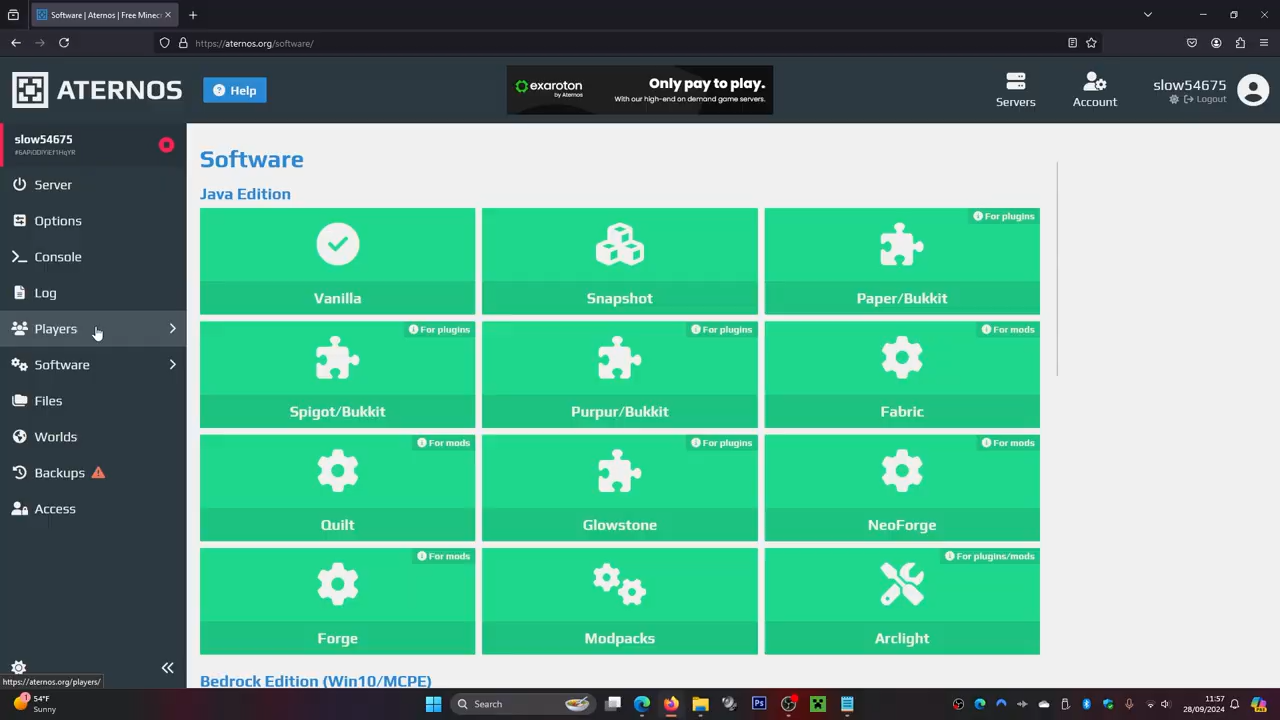 Software | Aternos | Free Minec
https://aternos.org/software/
ATERNOS
Help
exaroton
by Aternos
Only pay to play.
With our high-end on demand game servers.
Servers
Account
slow54675
Logout
slow54675
Server
Options
Console
Log
Players
Software
Files
Worlds
Backups
Access
https://aternos.org/players/
Software
Java Edition
Vanilla
Snapshot
For plugins
Paper/Bukkit
For plugins
Spigot/Bukkit
For plugins
Purpur/Bukkit
For mods
Fabric
For mods
Quilt
For plugins
Glowstone
For mods
NeoForge
For mods
Forge
Modpacks
For plugins/mods
Arclight
Bedrock Edition (Win10/MCPE)
54°F
Sunny
Search
Ps
11:57
28/09/2024